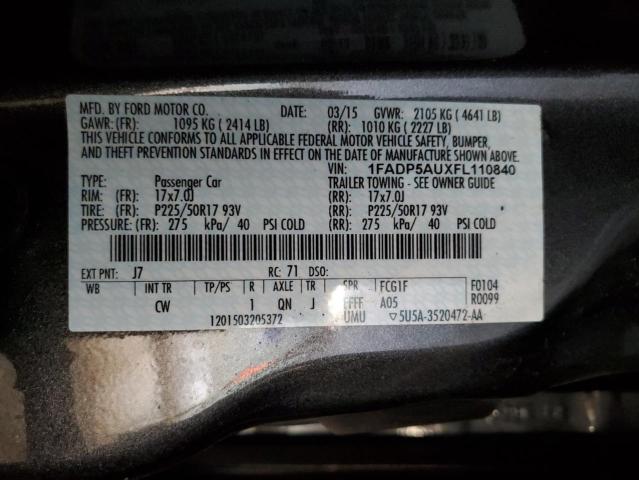 MFD. BY FORD MOTOR CO. DATE: 03/15 GVWR: 2105 KG ( 4641 LB)
GAWR: (FR): 1095 KG ( 2414 LB) (RR): 1010 KG ( 2227 LB)
THIS VEHICLE CONFORMS TO ALL APPLICABLE FEDERAL MOTOR VEHICLE SAFETY, BUMPER,
AND THEFT PREVENTION STANDARDS IN EFFECT ON THE DATE OF MANUFACTURE SHOWN ABOVE.
VIN: 1FADP5AUXFL110840
TYPE: Passenger Car TRAILER TOWING - SEE OWNER GUIDE
RIM: (FR): 17x7.0J (RR): 17x7.0J
TIRE: (FR): P225/50R17 93V (RR): P225/50R17 93V
PRESSURE: (FR): 275 kPa/ 40 PSI COLD (RR): 275 kPa/ 40 PSI COLD
EXT PNT: J7 RC: 71 DSO:
WB INT TR TP/PS R AXLE TR SPR FCG1F F0104
CW 1 QN J FFFF A05 R0099
1201503205372 UMU ▽5U5A-3520472-AA